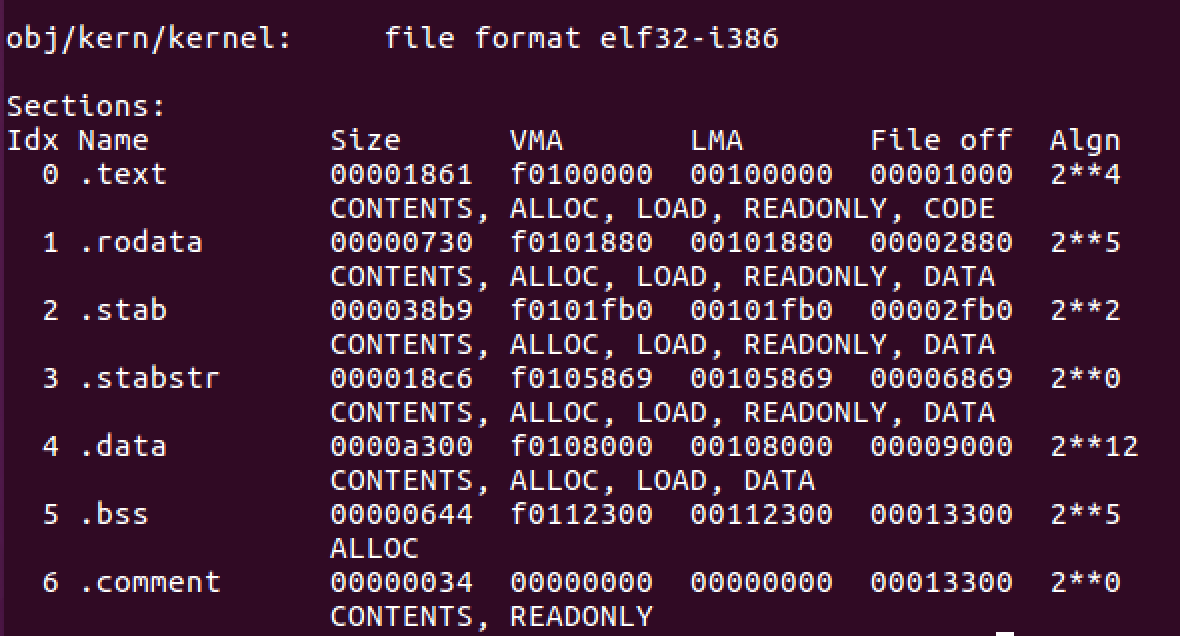 obj/kern/kernel:     file format elf32-i386
Sections:
Idx Name          Size      VMA       LMA       File off  Algn
  0 .text         00001861  f0100000  00100000  00001000  2**4
                  CONTENTS, ALLOC, LOAD, READONLY, CODE
  1 .rodata       00000730  f0101880  00101880  00002880  2**5
                  CONTENTS, ALLOC, LOAD, READONLY, DATA
  2 .stab         000038b9  f0101fb0  00101fb0  00002fb0  2**2
                  CONTENTS, ALLOC, LOAD, READONLY, DATA
  3 .stabstr      000018c6  f0105869  00105869  00006869  2**0
                  CONTENTS, ALLOC, LOAD, READONLY, DATA
  4 .data         0000a300  f0108000  00108000  00009000  2**12
                  CONTENTS, ALLOC, LOAD, DATA
  5 .bss          00000644  f0112300  00112300  00013300  2**5
                  ALLOC
  6 .comment      00000034  00000000  00000000  00013300  2**0
                  CONTENTS, READONLY